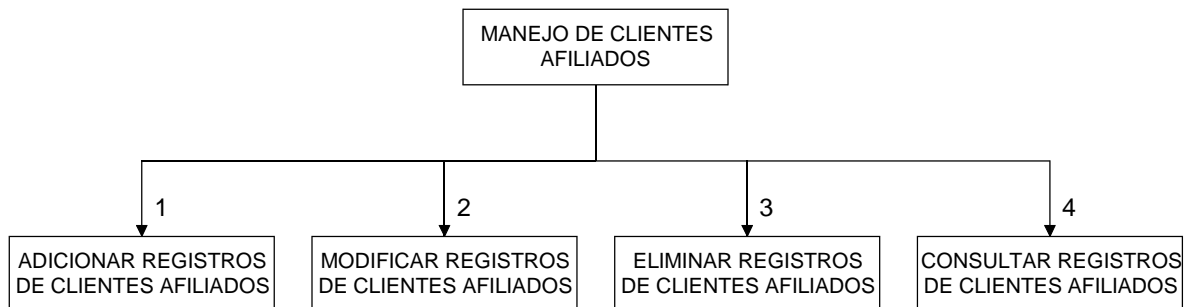 MANEJO DE CLIENTES
AFILIADOS
1
2
3
4
ADICIONAR REGISTROS
DE CLIENTES AFILIADOS
MODIFICAR REGISTROS
DE CLIENTES AFILIADOS
ELIMINAR REGISTROS
DE CLIENTES AFILIADOS
CONSULTAR REGISTROS
DE CLIENTES AFILIADOS